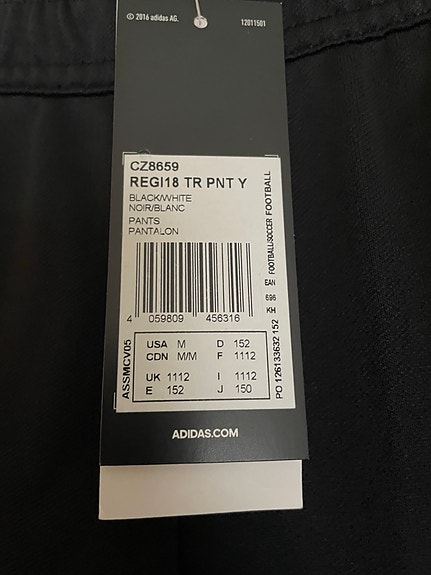 © 2016 adidas AG. 12011501
CZ8659
REGI18 TR PNT Y
BLACK/WHITE
NOIR/BLANC
PANTS
PANTALON
4 059809 456316
USA M D 152
CDN M/M F 1112
UK 1112 I 1112
E 152 J 150
ASSMCV05
FOOTBALL/SOCCER FOOTBALL
EAN
696
KH
PO 0126133632 152
ADIDAS.COM